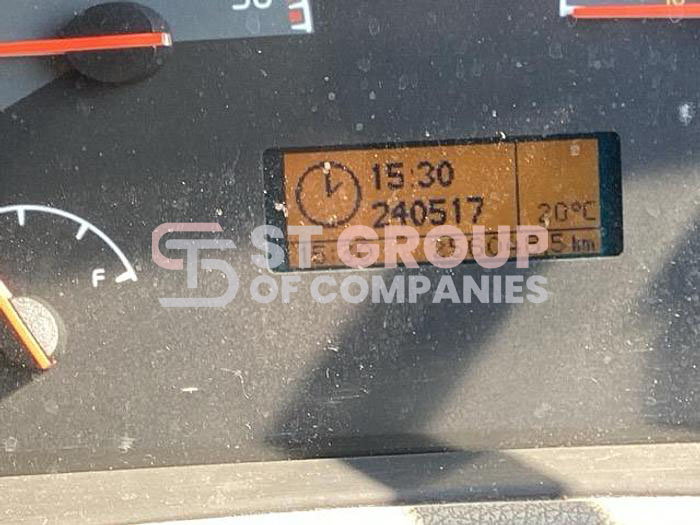 15:30
240517
20°C
km
F
ST GROUP
OF COMPANIES